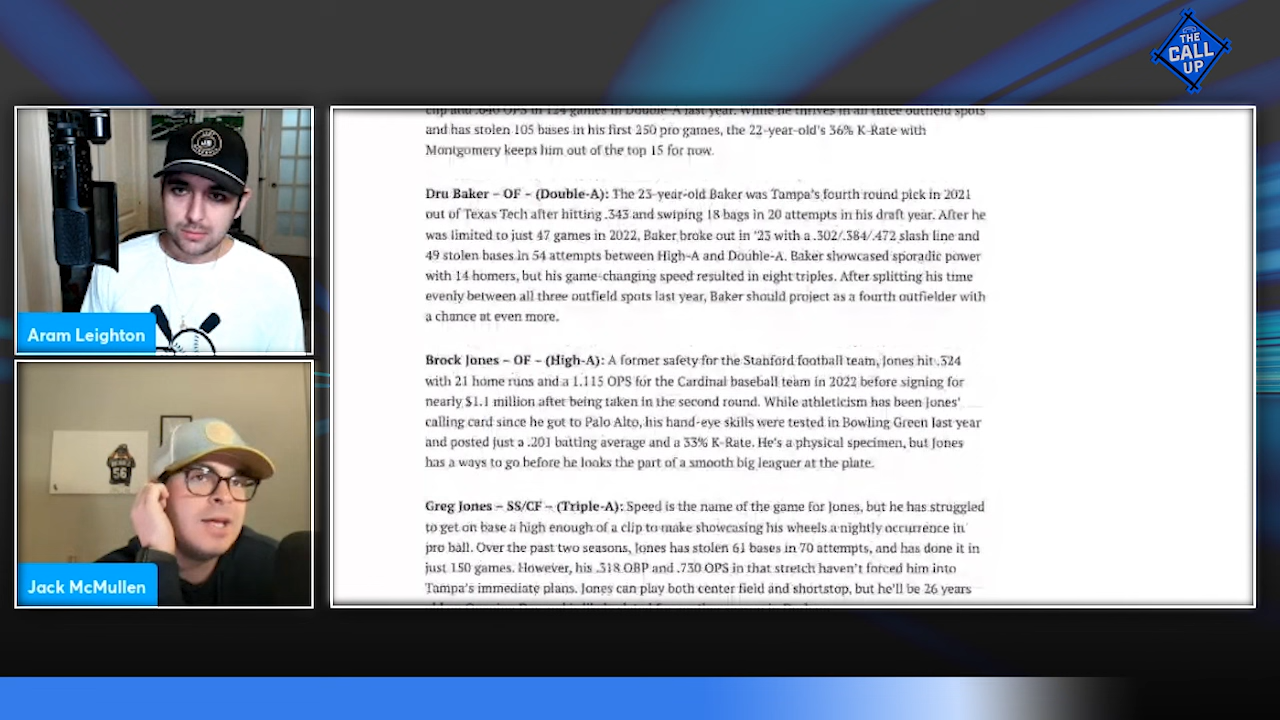 THE
CALL
UP
and has stolen 105 bases in his first 250 pro games, the 22-year-old's 36% K-Rate with
Montgomery keeps him out of the top 15 for now.
Dru Baker – OF – (Double-A): The 23-year-old Baker was Tampa's fourth round pick in 2021
out of Texas Tech after hitting .343 and swiping 18 bags in 20 attempts in his draft year. After he
was limited to just 47 games in 2022, Baker broke out in '23 with a .302/.384/.472 slash line and
49 stolen bases in 54 attempts between High-A and Double-A. Baker showcased sporadic power
with 14 homers, but his game-changing speed resulted in eight triples. After splitting his time
evenly between all three outfield spots last year, Baker should project as a fourth outfielder with
a chance at even more.
Brock Jones – OF – (High-A): A former safety for the Stanford football team, Jones hit .324
with 21 home runs and a 1.115 OPS for the Cardinal baseball team in 2022 before signing for
nearly $1.1 million after being taken in the second round. While athleticism has been Jones'
calling card since he got to Palo Alto, his hand-eye skills were tested in Bowling Green last year
and posted just a .201 batting average and a 33% K-Rate. He's a physical specimen, but Jones
has a ways to go before he looks the part of a smooth big leaguer at the plate.
Greg Jones – SS/CF – (Triple-A): Speed is the name of the game for Jones, but he has struggled
to get on base a high enough of a clip to make showcasing his wheels a nightly occurrence in
pro ball. Over the past two seasons, Jones has stolen 61 bases in 70 attempts, and has done it in
just 150 games. However, his .318 OBP and .730 OPS in that stretch haven't forced him into
Tampa's immediate plans. Jones can play both center field and shortstop, but he'll be 26 years
Aram Leighton
56
Jack McMullen